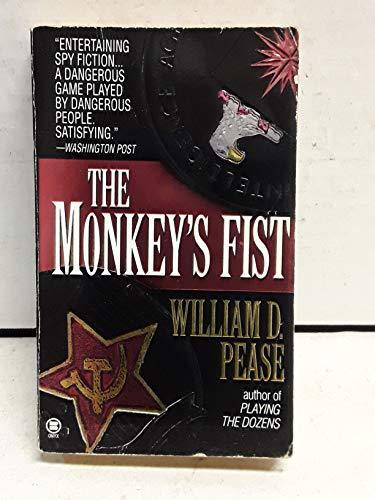 "ENTERTAINING
SPY FICTION...
A DANGEROUS
GAME PLAYED
BY DANGEROUS
PEOPLE.
SATISFYING."
—WASHINGTON POST
THE
MONKEY'S FIST
WILLIAM D.
PEASE
author of
PLAYING
THE DOZENS
ONYX